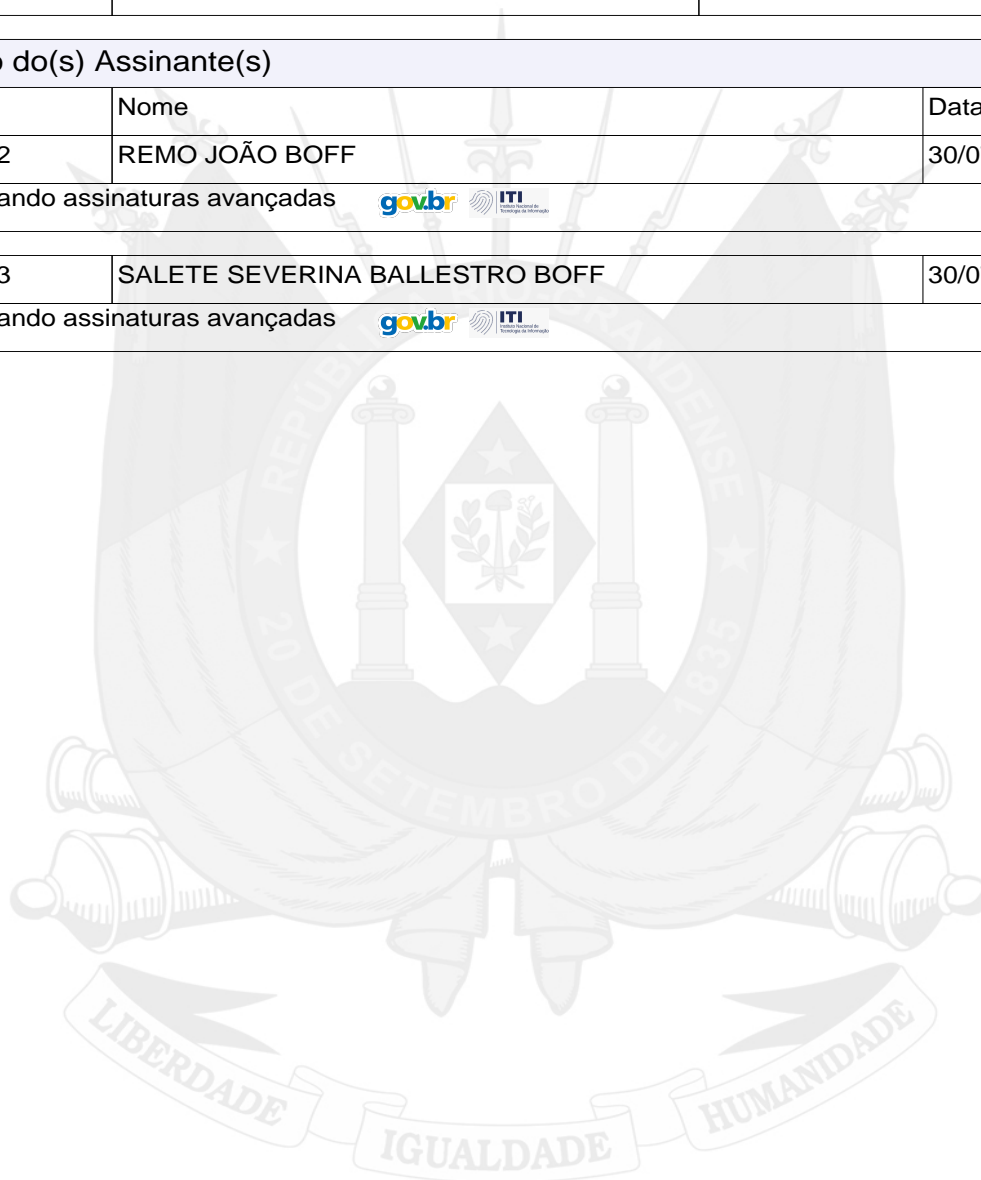 o do(s) Assinante(s)
Nome Data
2 REMO JOÃO BOFF 30/0
ando assinaturas avançadas gov.br ITI
3 SALETE SEVERINA BALLESTRO BOFF 30/0
ando assinaturas avançadas gov.br ITI
REPÚBLICA RIO-GRANDENSE
20 DE SETEMBRO DE 1835
LIBERDADE IGUALDADE HUMANIDADE